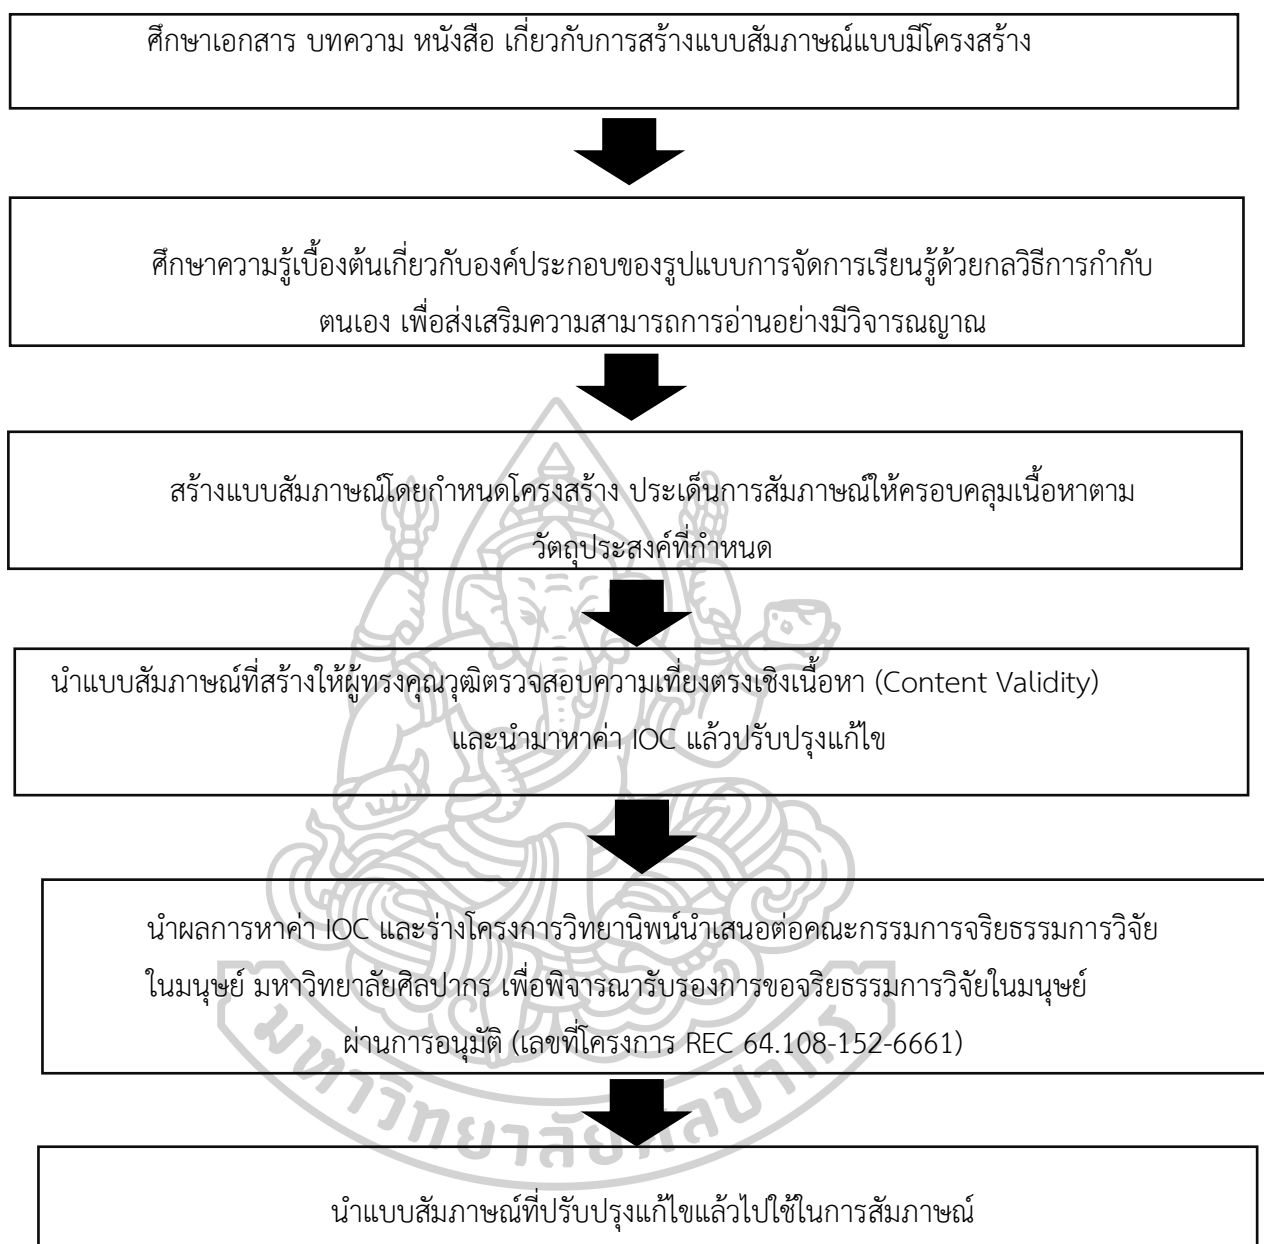 ศึกษาเอกสาร บทความ หนังสือ เกี่ยวกับการสร้างแบบสัมภาษณ์แบบมีโครงสร้าง
ศึกษาความรู้เบื้องต้นเกี่ยวกับองค์ประกอบของรูปแบบการจัดการเรียนรู้ด้วยกลวิธีการกำกับ
ตนเอง เพื่อส่งเสริมความสามารถการอ่านอย่างมีวิจารณญาณ
สร้างแบบสัมภาษณ์โดยกำหนดโครงสร้าง ประเด็นการสัมภาษณ์ให้ครอบคลุมเนื้อหาตาม
วัตถุประสงค์ที่กำหนด
นำแบบสัมภาษณ์ที่สร้างให้ผู้ทรงคุณวุฒิตรวจสอบความเที่ยงตรงเชิงเนื้อหา (Content Validity)
และนำมาหาค่า IOC แล้วปรับปรุงแก้ไข
นำผลการหาค่า IOC และร่างโครงการวิทยานิพนธ์นำเสนอต่อคณะกรรมการจริยธรรมการวิจัย
ในมนุษย์ มหาวิทยาลัยศิลปากร เพื่อพิจารณารับรองการขอจริยธรรมการวิจัยในมนุษย์
ผ่านการอนุมัติ (เลขที่โครงการ REC 64.108-152-6661)
มหาวิทยาลัยศิลปากร
นำแบบสัมภาษณ์ที่ปรับปรุงแก้ไขแล้วไปใช้ในการสัมภาษณ์